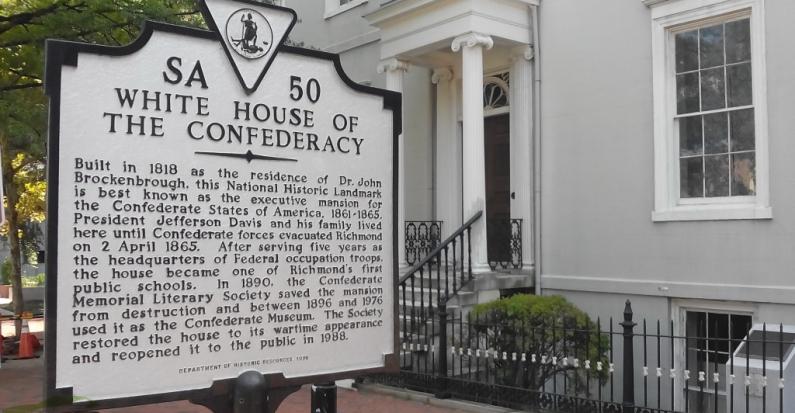 SA 50
WHITE HOUSE OF
THE CONFEDERACY
Built in 1818 as the residence of Dr. John
Brockenbrough, this National Historic Landmark
is best known as the executive mansion for
the Confederate States of America, 1861-1865.
President Jefferson Davis and his family lived
here until Confederate forces evacuated Richmond
on 2 April 1865. After serving five years as
the headquarters of Federal occupation troops,
the house became one of Richmond's first
public schools. In 1890, the Confederate
Memorial Literary Society saved the mansion
from destruction and between 1896 and 1976
used it as the Confederate Museum. The Society
restored the house to its wartime appearance
and reopened it to the public in 1988.
DEPARTMENT OF HISTORIC RESOURCES,